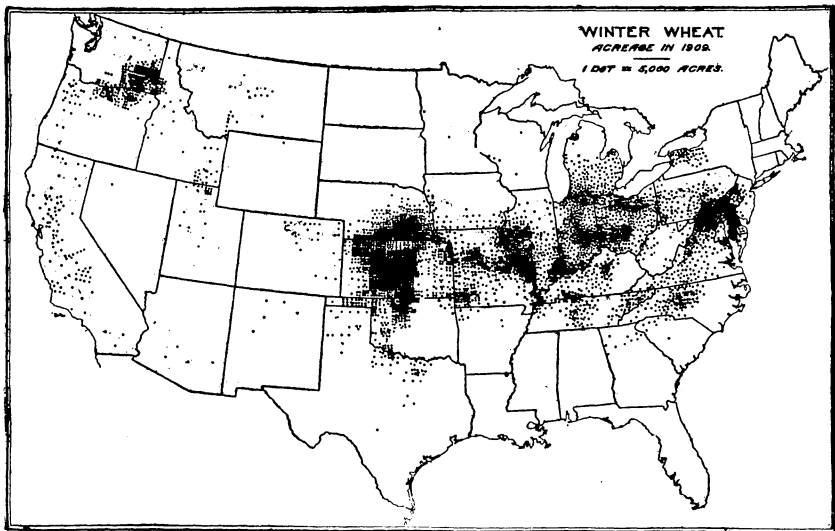 WINTER WHEAT.
ACREAGE IN 1909.
1 DOT = 5,000 ACRES.